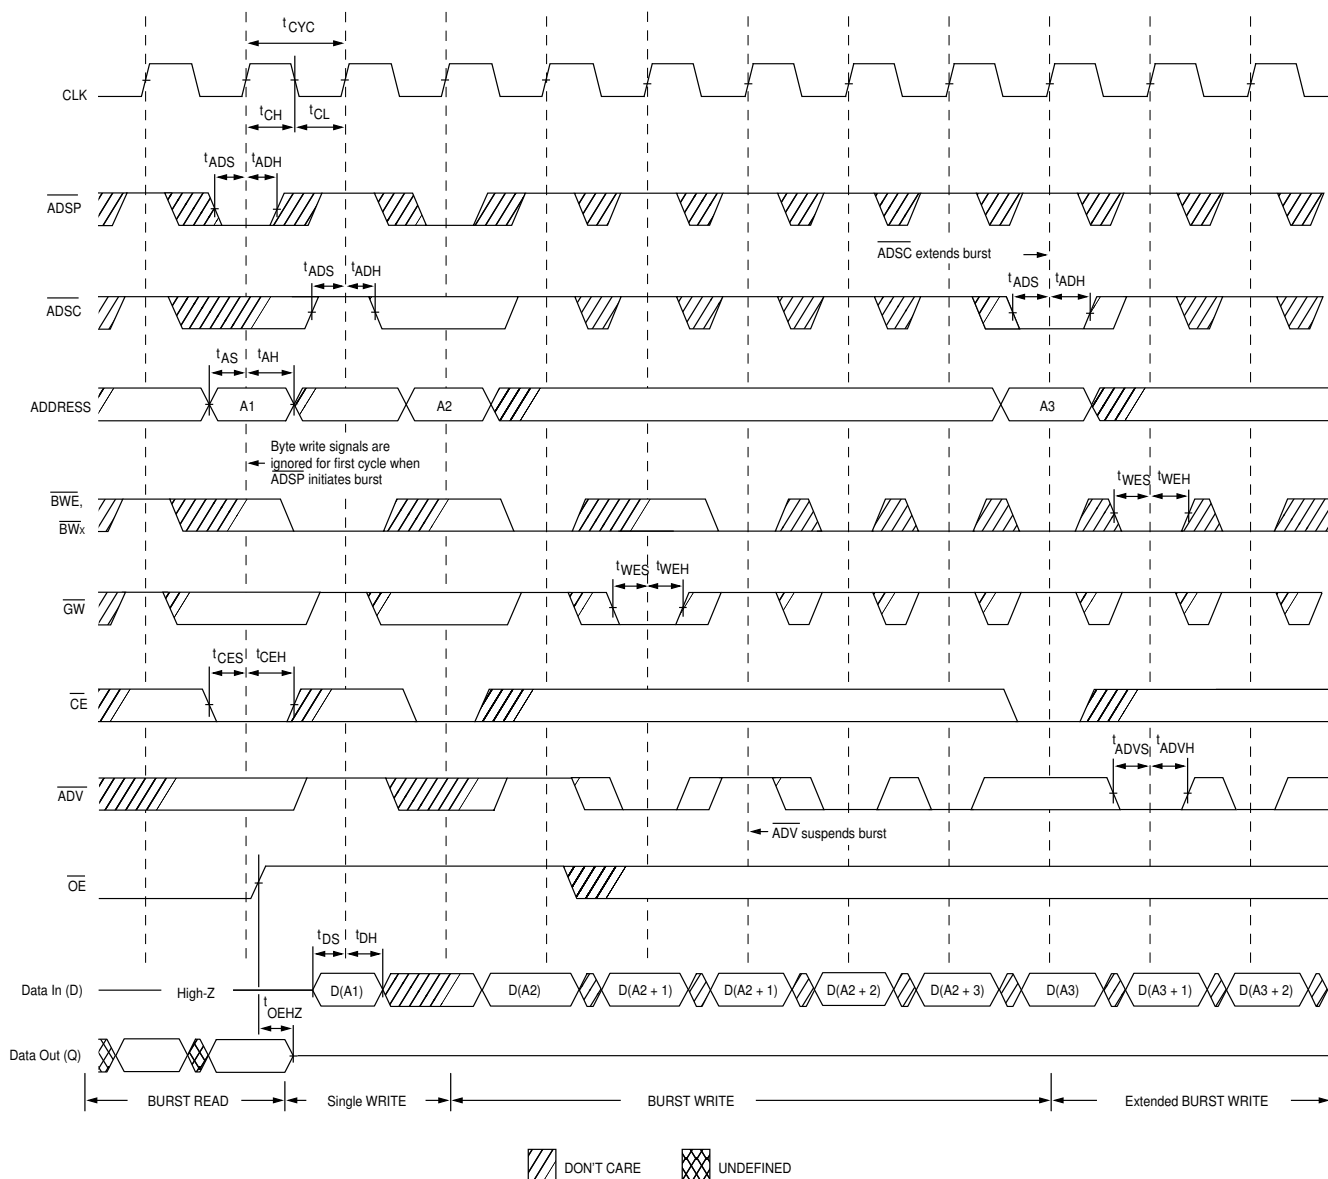 tCYC
CLK
tCH
tCL
tADS
tADH
ADSP
ADSC extends burst
tADS
tADH
tADS
tADH
ADSC
tAS
tAH
ADDRESS
A1
A2
A3
Byte write signals are
ignored for first cycle when
ADSP initiates burst
tWES
tWEH
BWE,
BWx
tWES
tWEH
GW
tCES
tCEH
CE
tADVS
tADVH
ADV
ADV suspends burst
OE
tDS
tDH
Data In (D)
High-Z
D(A1)
D(A2)
D(A2 + 1)
D(A2 + 1)
D(A2 + 2)
D(A2 + 3)
D(A3)
D(A3 + 1)
D(A3 + 2)
tOEHZ
Data Out (Q)
BURST READ
Single WRITE
BURST WRITE
Extended BURST WRITE
DON'T CARE
UNDEFINED